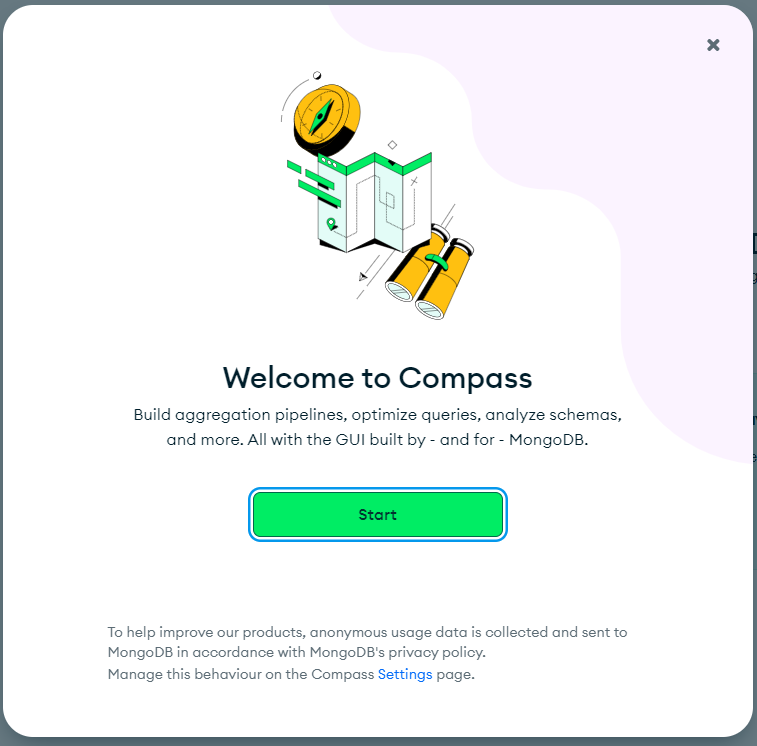 Welcome to Compass
Build aggregation pipelines, optimize queries, analyze schemas,
and more. All with the GUI built by - and for - MongoDB.
Start
To help improve our products, anonymous usage data is collected and sent to
MongoDB in accordance with MongoDB's privacy policy.
Manage this behaviour on the Compass Settings page.